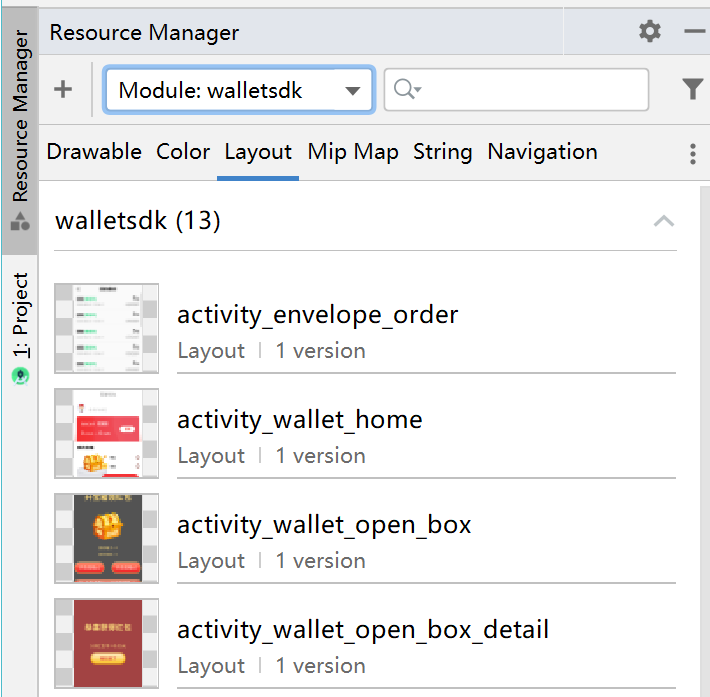 Resource Manager
Resource Manager
1: Project
Module: walletsdk
Drawable Color Layout Mip Map String Navigation
walletsdk (13)
activity_envelope_order
Layout | 1 version
activity_wallet_home
Layout | 1 version
activity_wallet_open_box
Layout | 1 version
activity_wallet_open_box_detail
Layout | 1 version